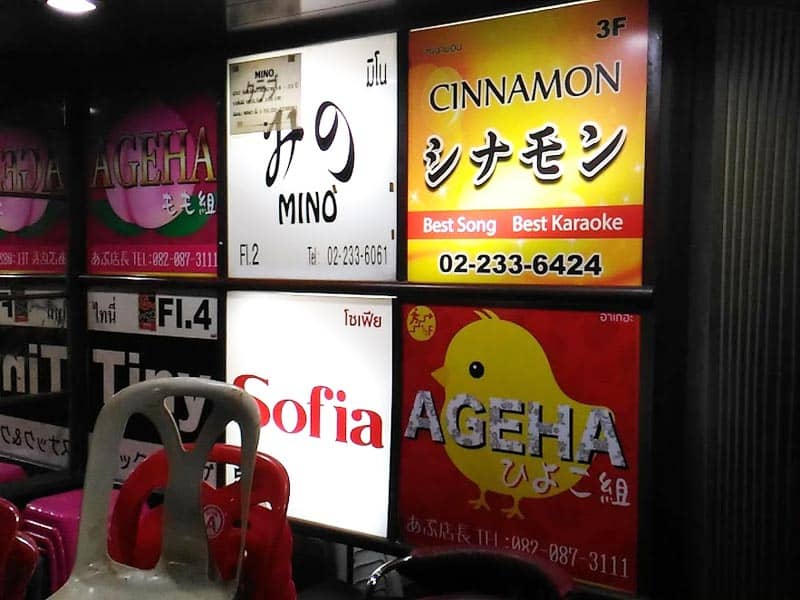 AGEHA
もも組
あぶ店長 TEL:082-087-3111
MINO
มิโน
みの
MINO
Fl.2
Tel: 02-233-6061
3F
CINNAMON
シナモン
Best Song Best Karaoke
02-233-6424
ไทนี่
Fl.4
Tiny
โซเฟีย
Sofia
อาเกฮะ
AGEHA
ひよこ組
あぶ店長 TEL:082-087-3111